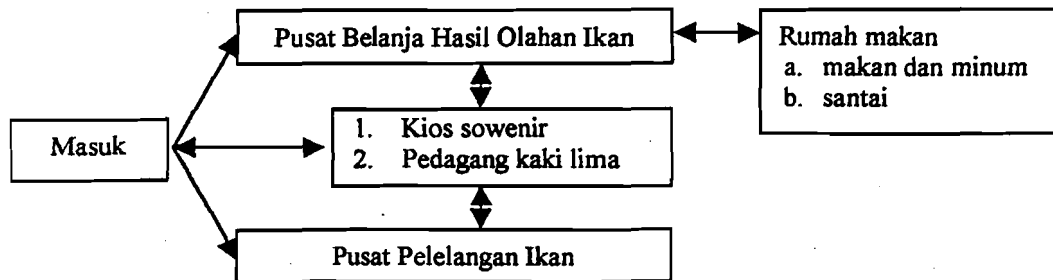 Pusat Belanja Hasil Olahan Ikan
Rumah makan
a. makan dan minum
b. santai
Masuk
1. Kios sowenir
2. Pedagang kaki lima
Pusat Pelelangan Ikan